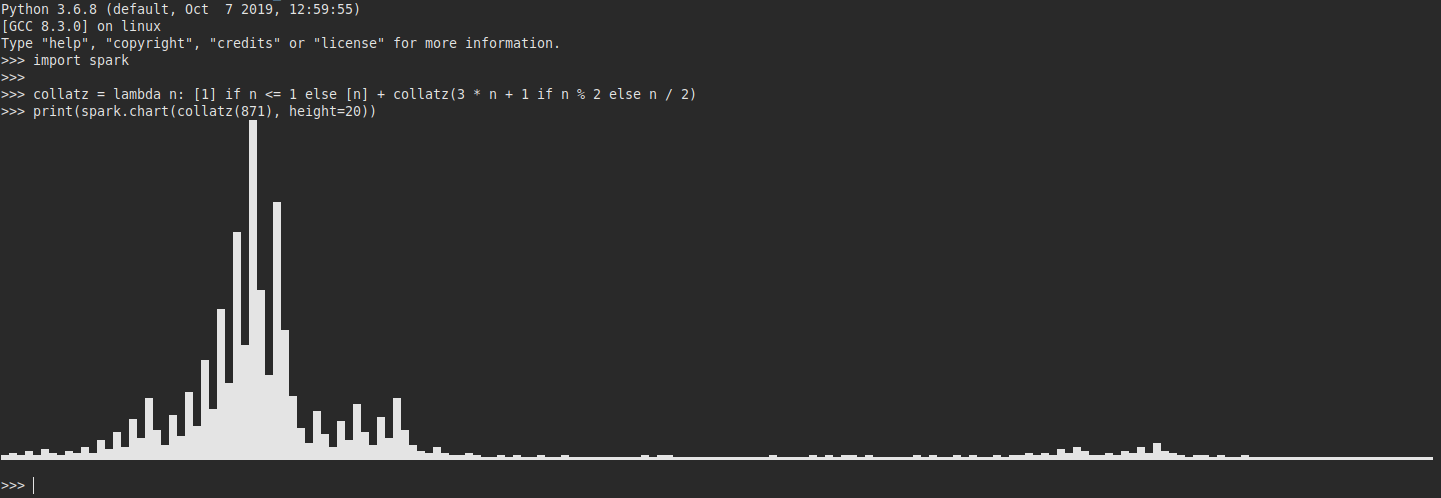 Python 3.6.8 (default, Oct  7 2019, 12:59:55)
[GCC 8.3.0] on linux
Type "help", "copyright", "credits" or "license" for more information.
>>> import spark
>>>
>>> collatz = lambda n: [1] if n <= 1 else [n] + collatz(3 * n + 1 if n % 2 else n / 2)
>>> print(spark.chart(collatz(871), height=20))
>>>